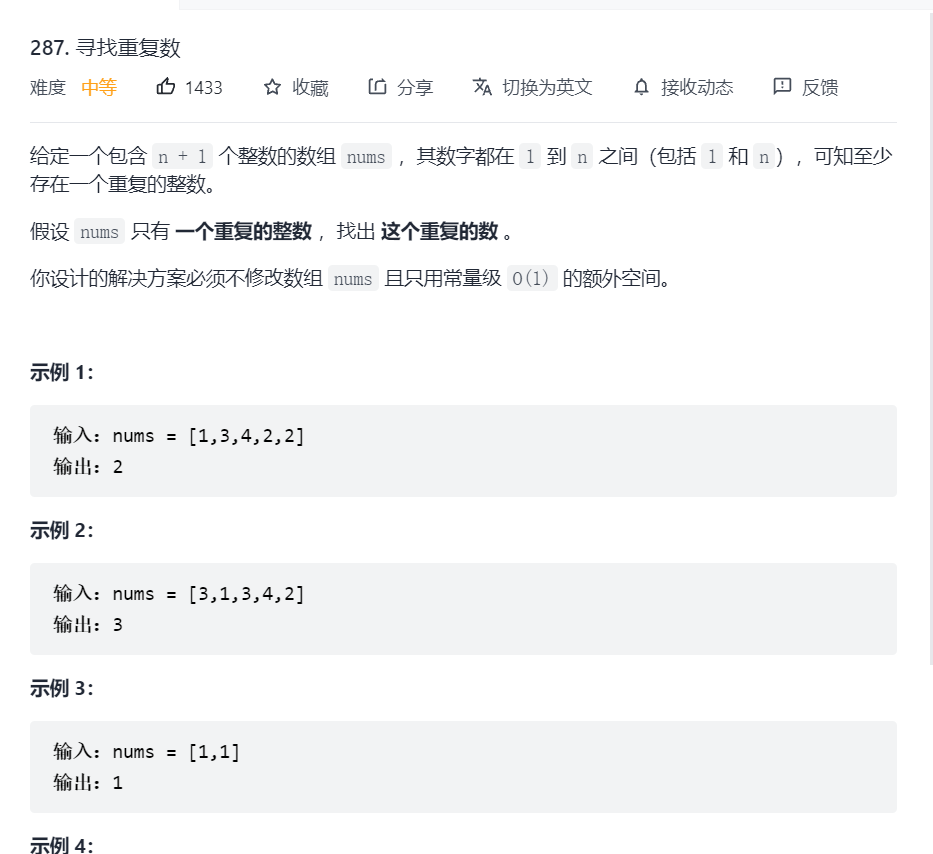 287. 寻找重复数
难度 中等 1433 收藏 分享 切换为英文 接收动态 反馈
给定一个包含 n + 1 个整数的数组 nums ，其数字都在 1 到 n 之间（包括 1 和 n），可知至少
存在一个重复的整数。
假设 nums 只有 一个重复的整数 ，找出 这个重复的数 。
你设计的解决方案必须不修改数组 nums 且只用常量级 O(1) 的额外空间。
示例 1：
输入：nums = [1,3,4,2,2]
输出：2
示例 2：
输入：nums = [3,1,3,4,2]
输出：3
示例 3：
输入：nums = [1,1]
输出：1
示例 4：